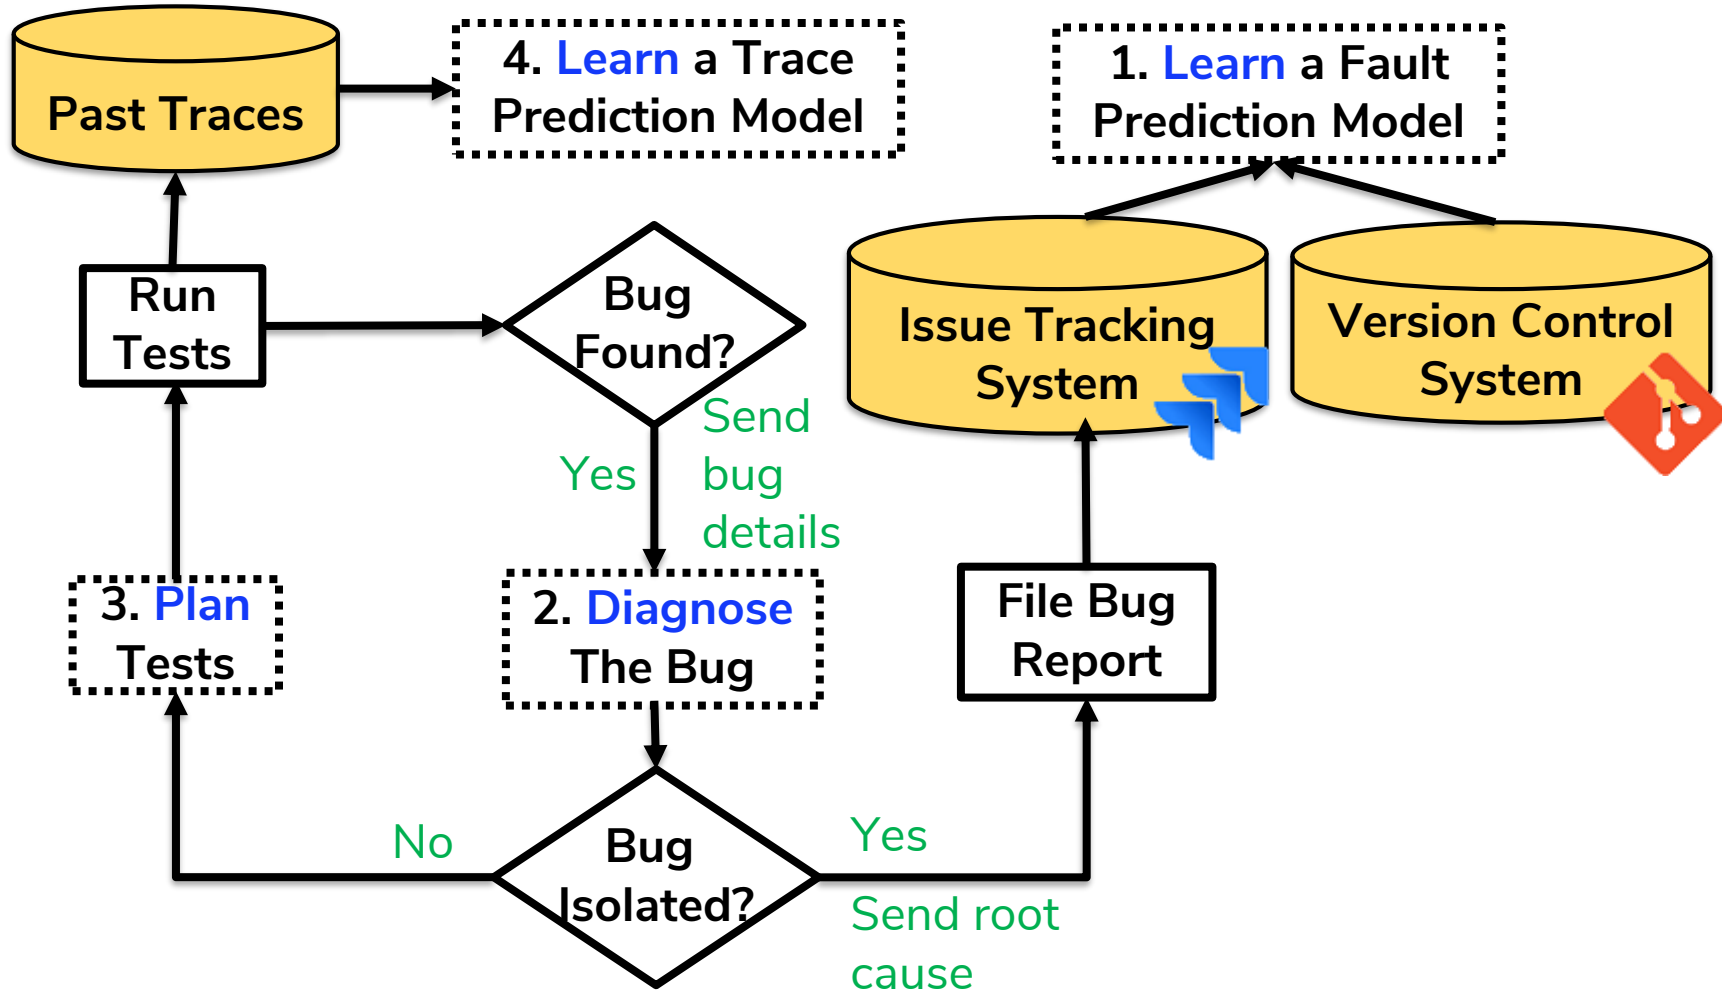 Past Traces
4. Learn a Trace
Prediction Model
1. Learn a Fault
Prediction Model
Run
Tests
Bug
Found?
Issue Tracking
System
Version Control
System
Send
bug
details
Yes
3. Plan
Tests
2. Diagnose
The Bug
File Bug
Report
No
Bug
Isolated?
Yes
Send root
cause